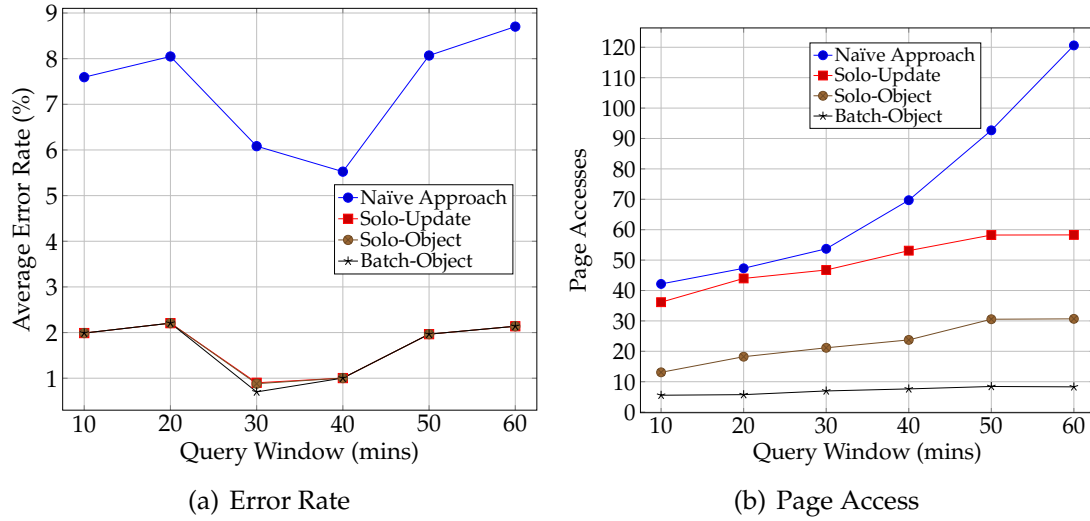 9
8
7
6
5
4
3
2
1
10 20 30 40 50 60
Average Error Rate (%)
Query Window (mins)
Naïve Approach
Solo-Update
Solo-Object
Batch-Object
(a) Error Rate
120
110
100
90
80
70
60
50
40
30
20
10
0
10 20 30 40 50 60
Page Accesses
Query Window (mins)
Naïve Approach
Solo-Update
Solo-Object
Batch-Object
(b) Page Access